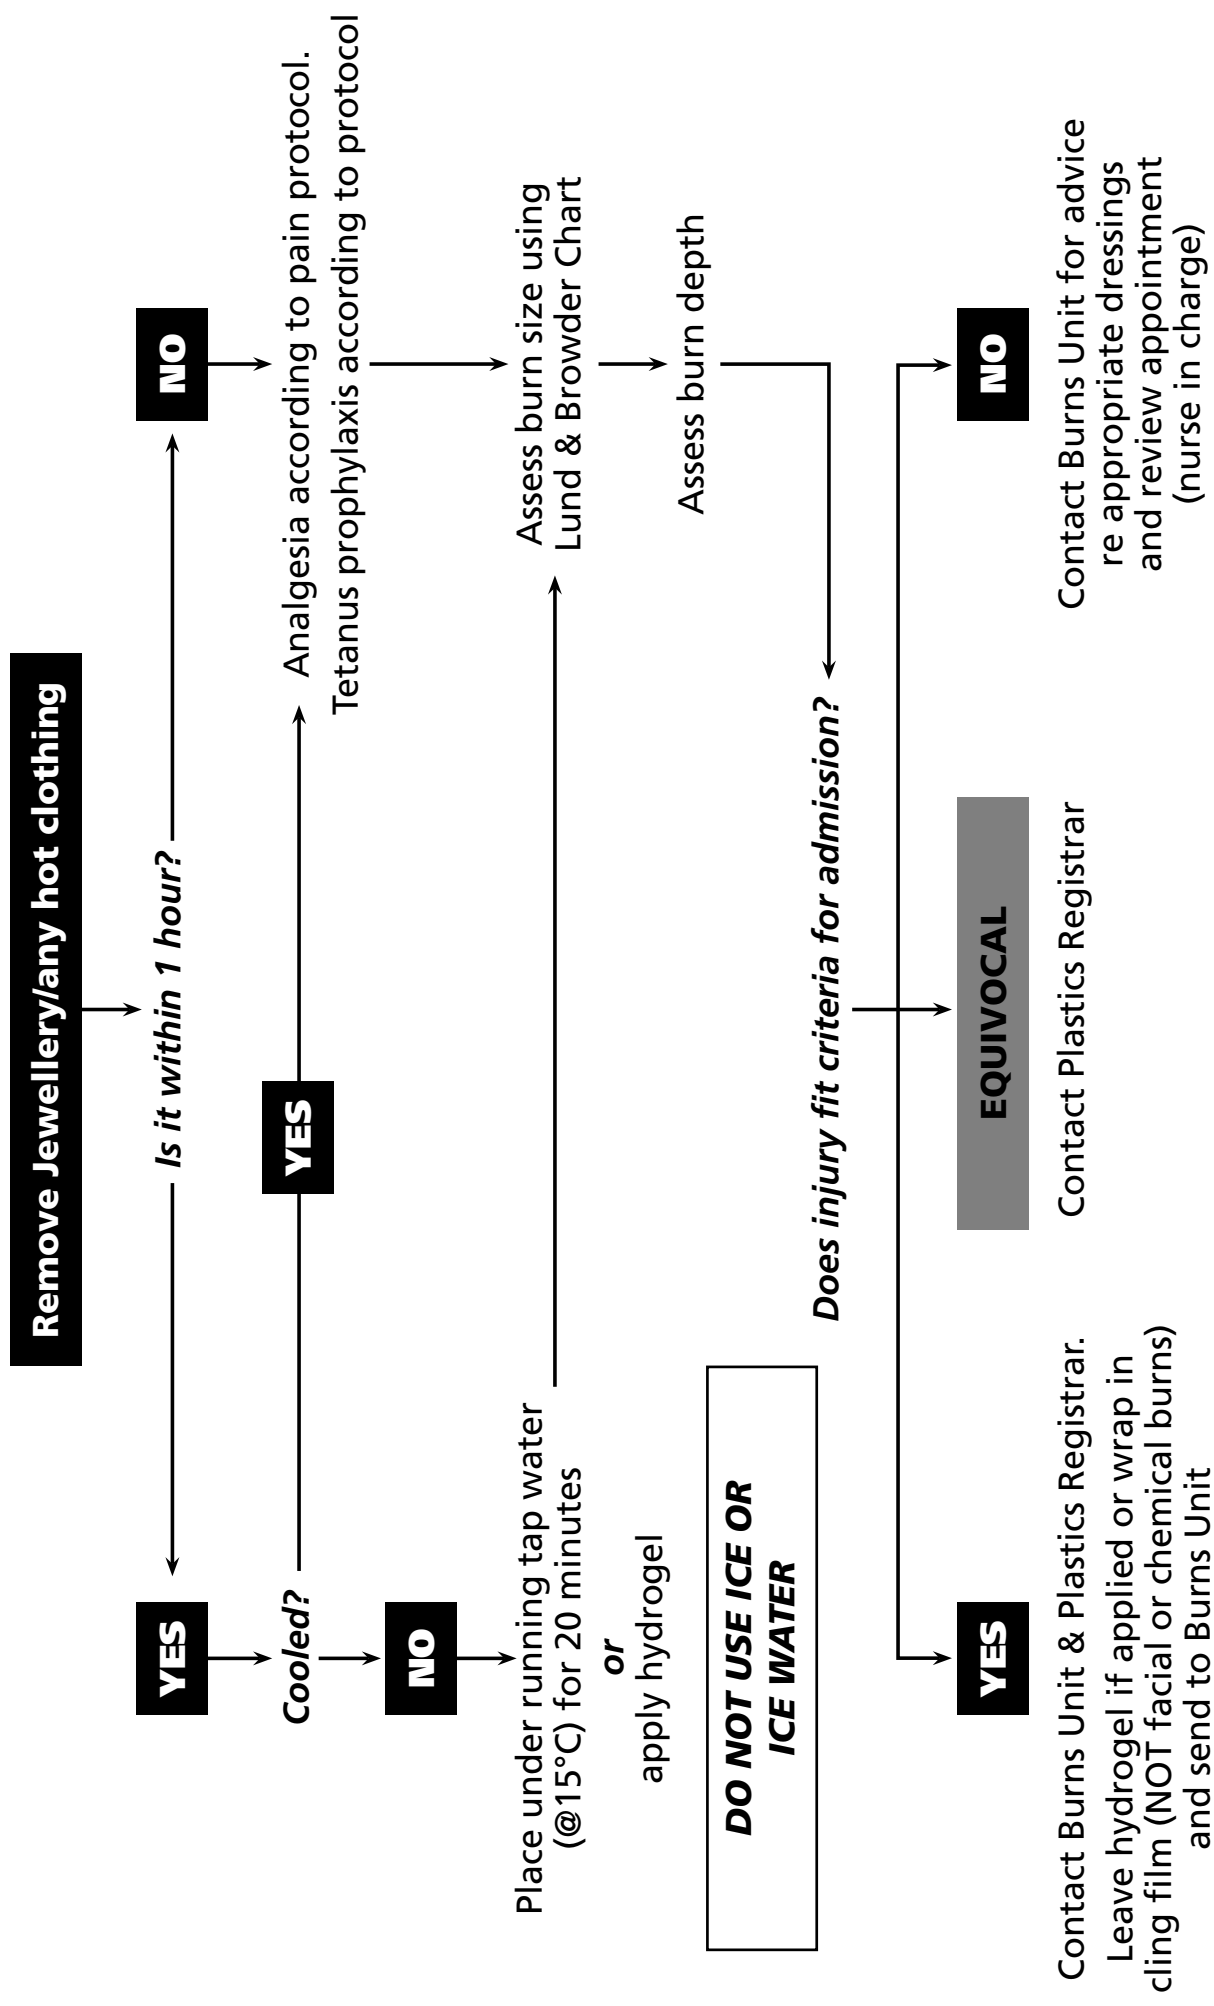 Remove Jewellery/any hot clothing
Is it within 1 hour?
YES
NO
Cooled?
YES
Analgesia according to pain protocol.
Tetanus prophylaxis according to protocol
NO
Place under running tap water
(@15°C) for 20 minutes
or
apply hydrogel
Assess burn size using
Lund & Browder Chart
Assess burn depth
DO NOT USE ICE OR
ICE WATER
Does injury fit criteria for admission?
YES
EQUIVOCAL
NO
Contact Burns Unit & Plastics Registrar.
Leave hydrogel if applied or wrap in
cling film (NOT facial or chemical burns)
and send to Burns Unit
Contact Plastics Registrar
Contact Burns Unit for advice
re appropriate dressings
and review appointment
(nurse in charge)